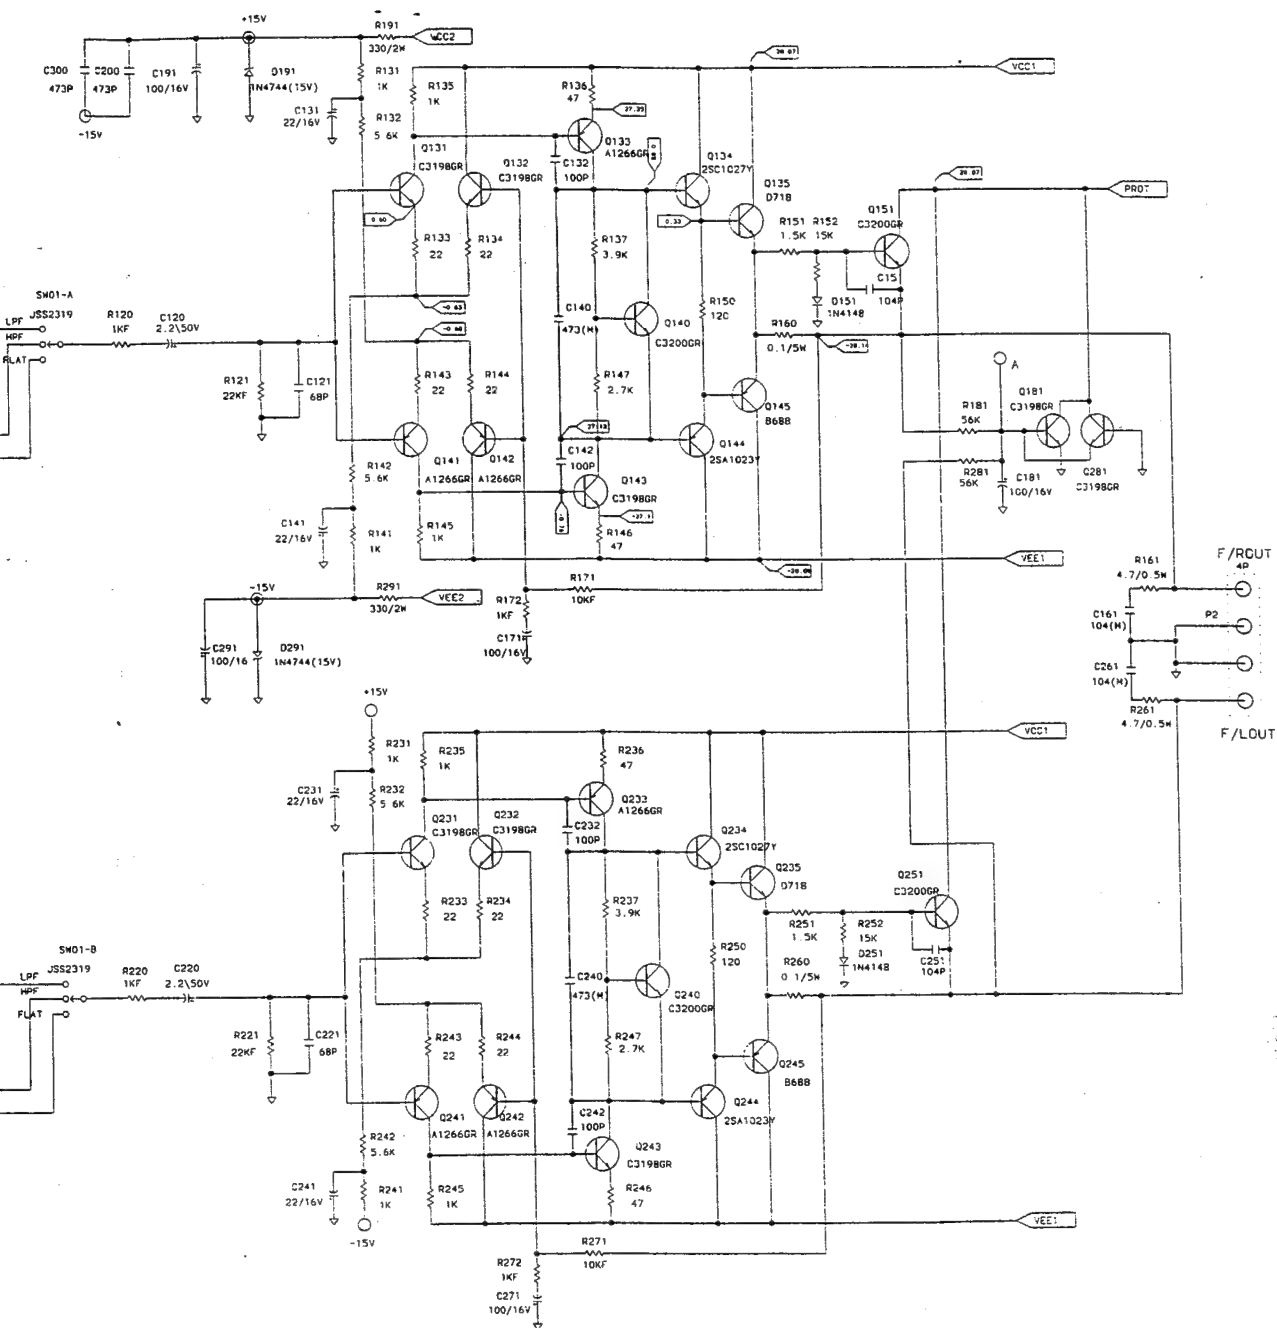 +15V
R191
330/2W
VCC2
C300
473P
C200
473P
C191
100/16V
D191
1N4744(15V)
-15V
R131
1K
C131
22/16V
R132
5.6K
R135
1K
R136
47
27.39
28.07
VCC1
Q131
C3198GR
Q132
C3198GR
Q133
A1266GR
C132
100P
Q134
2SC1027Y
Q135
D718
28.07
PROT
0.60
0.33
R133
22
R134
22
R137
3.9K
R151
1.5K
R152
15K
Q151
C3200GR
C15
104P
D151
1N4148
-0.63
SW01-A
JSS2319
LPF
HPF
FLAT
R120
1KF
C120
2.2\50V
C140
473(M)
Q140
C3200GR
R150
120
R160
0.1/5W
R121
22KF
C121
68P
R143
22
R144
22
R147
2.7K
Q145
B688
A
Q181
C3198GR
R181
56K
R281
56K
C181
100/16V
Q281
C3198GR
R142
5.6K
Q141
A1266GR
Q142
A1266GR
C142
100P
Q144
2SA1023Y
Q143
C3198GR
C141
22/16V
R141
1K
R145
1K
R146
47
VEE1
-15V
R291
330/2W
VEE2
R171
10KF
R172
1KF
C171
100/16V
C291
100/16
D291
1N4744(15V)
R161
4.7/0.5W
F/ROUT
4P
C161
104(M)
P2
C261
104(M)
R261
4.7/0.5W
F/LOUT
+15V
R231
1K
R235
1K
R236
47
VCC1
C231
22/16V
R232
5.6K
Q231
C3198GR
Q232
C3198GR
Q233
A1266GR
C232
100P
Q234
2SC1027Y
Q235
D718
Q251
C3200GR
R233
22
R234
22
R237
3.9K
R251
1.5K
R252
15K
D251
1N4148
C251
104P
SW01-B
JSS2319
LPF
HPF
FLAT
R220
1KF
C220
2.2\50V
C240
473(M)
Q240
C3200GR
R250
120
R260
0.1/5W
R221
22KF
C221
68P
R243
22
R244
22
R247
2.7K
Q245
B688
Q241
A1266GR
Q242
A1266GR
C242
100P
Q244
2SA1023Y
R242
5.6K
Q243
C3198GR
C241
22/16V
R241
1K
R245
1K
R246
47
VEE1
-15V
R271
10KF
R272
1KF
C271
100/16V